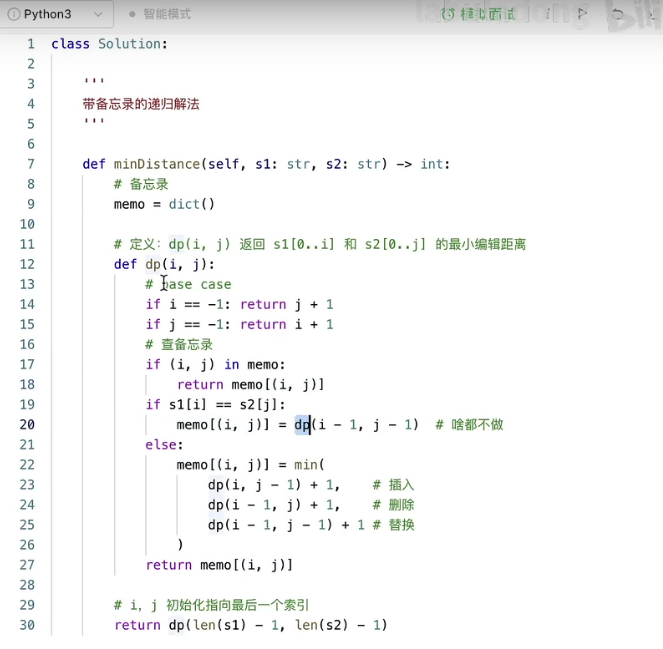 Python3 智能模式 模拟面试
1 class Solution:
2
3 '''
4 带备忘录的递归解法
5 '''
6
7 def minDistance(self, s1: str, s2: str) -> int:
8 # 备忘录
9 memo = dict()
10
11 # 定义：dp(i, j) 返回 s1[0..i] 和 s2[0..j] 的最小编辑距离
12 def dp(i, j):
13 # base case
14 if i == -1: return j + 1
15 if j == -1: return i + 1
16 # 查备忘录
17 if (i, j) in memo:
18 return memo[(i, j)]
19 if s1[i] == s2[j]:
20 memo[(i, j)] = dp(i - 1, j - 1) # 啥都不做
21 else:
22 memo[(i, j)] = min(
23 dp(i, j - 1) + 1, # 插入
24 dp(i - 1, j) + 1, # 删除
25 dp(i - 1, j - 1) + 1 # 替换
26 )
27 return memo[(i, j)]
28
29 # i, j 初始化指向最后一个索引
30 return dp(len(s1) - 1, len(s2) - 1)